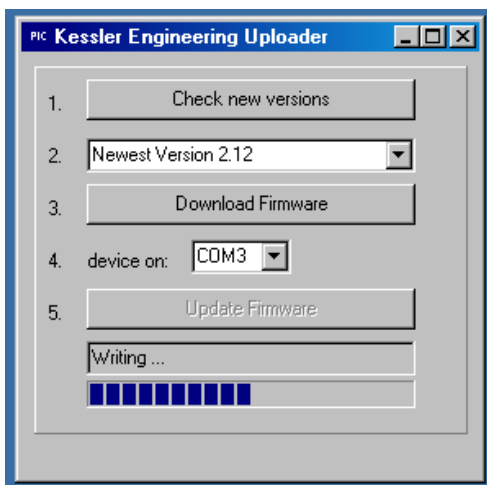 PIC Kessler Engineering Uploader
1. Check new versions
2. Newest Version 2.12
3. Download Firmware
4. device on: COM3
5. Update Firmware
Writing ...